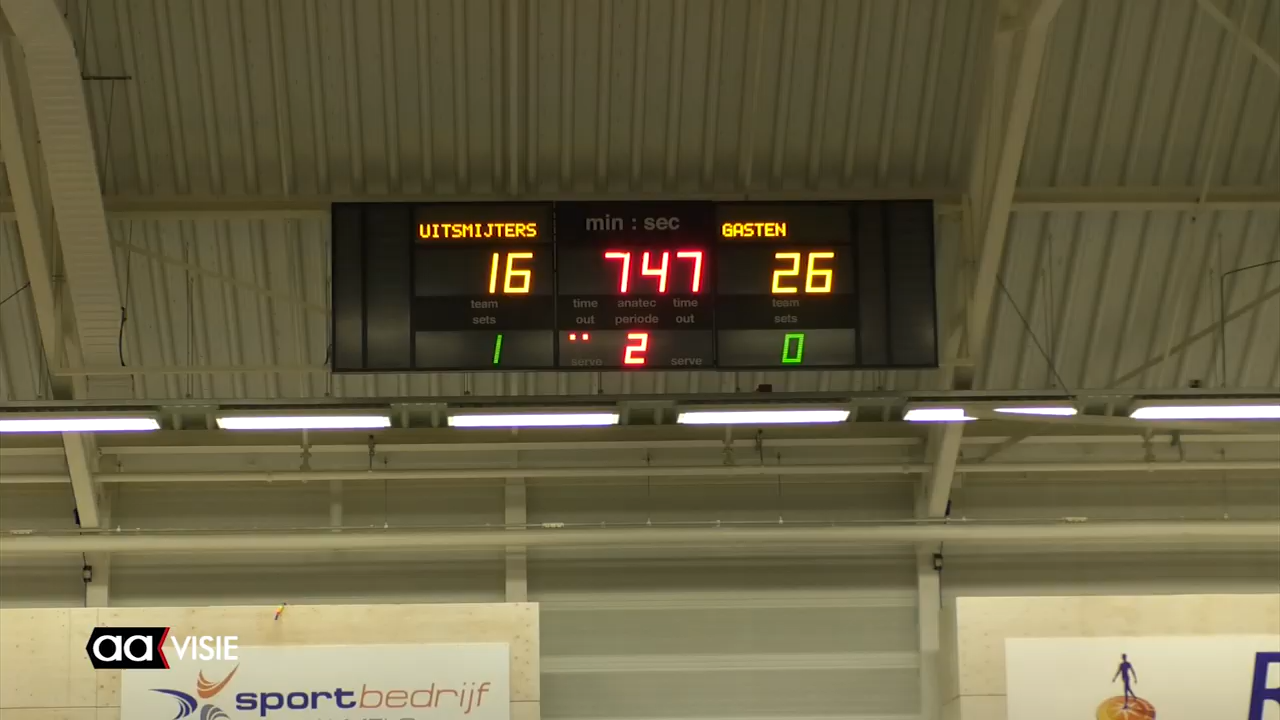 UITSMIJTERS
min : sec
GASTEN
16
747
26
team
sets
time
out
anatec
periode
time
out
team
sets
1
2
0
servo
serve
aa VISIE
sportbedrijf